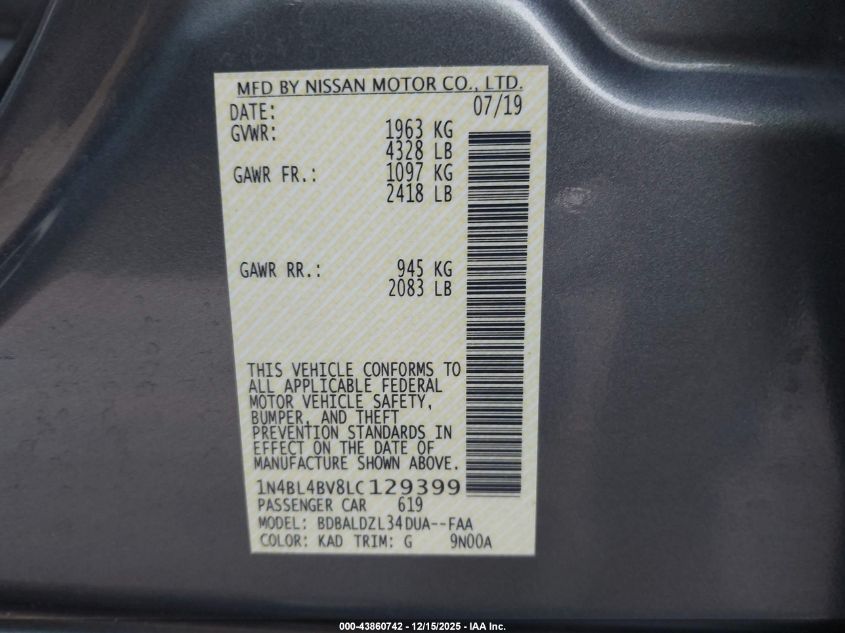 MFD BY NISSAN MOTOR CO., LTD.
DATE: 07/19
GVWR: 1963 KG
4328 LB
GAWR FR.: 1097 KG
2418 LB
GAWR RR.: 945 KG
2083 LB
THIS VEHICLE CONFORMS TO
ALL APPLICABLE FEDERAL
MOTOR VEHICLE SAFETY,
BUMPER, AND THEFT
PREVENTION STANDARDS IN
EFFECT ON THE DATE OF
MANUFACTURE SHOWN ABOVE.
1N4BL4BV8LC129399
PASSENGER CAR 619
MODEL: BDBALDZL34DUA--FAA
COLOR: KAD TRIM: G 9N00A
000-43860742 - 12/15/2025 - IAA Inc.